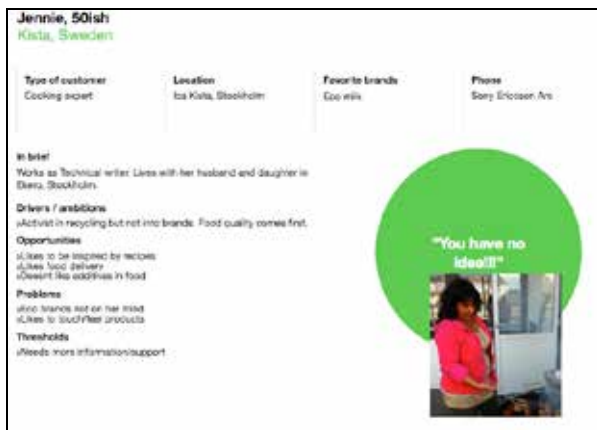 Jennie, 50ish
Kista, Sweden
Type of customer
Cooking expert
Location
Ica Kista, Stockholm
Favorite brands
Eco milk
Phone
Sony Ericsson
In brief
Works as Technical writer. Lives with her husband and daughter in
Ekerö, Stockholm.
Drivers / ambitions
Activist in recycling but not into brands. Food quality comes first.
Opportunities
Likes to be inspired by recipes
Likes food delivery
Doesnt like additives in food
Problems
Eco brands not on her mind
Likes to touch/feel products
Thresholds
Needs more information/support
"You have no
idea!!!"